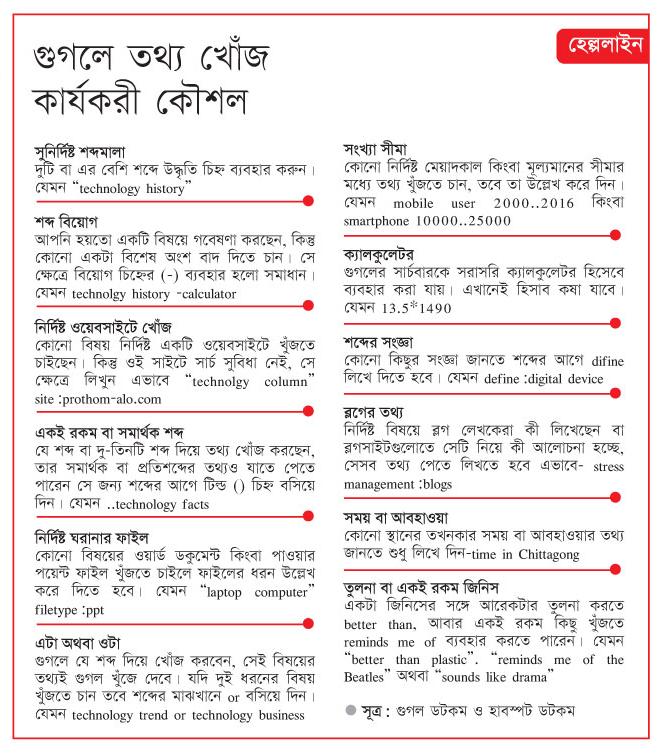 হেল্পলাইন
গুগলে তথ্য খোঁজ
কার্যকরী কৌশল
সুনির্দিষ্ট শব্দমালা
দুটি বা এর বেশি শব্দে উদ্ধৃতি চিহ্ন ব্যবহার করুন।
যেমন “technology history”
শব্দ বিয়োগ
আপনি হয়তো একটি বিষয়ে গবেষণা করছেন, কিন্তু
কোনো একটা বিশেষ অংশ বাদ দিতে চান। সে
ক্ষেত্রে বিয়োগ চিহ্নের (-) ব্যবহার হলো সমাধান।
যেমন technolgy history -calculator
নির্দিষ্ট ওয়েবসাইটে খোঁজ
কোনো বিষয় নির্দিষ্ট একটি ওয়েবসাইটে খুঁজতে
চাইছেন। কিন্তু ওই সাইটে সার্চ সুবিধা নেই, সে
ক্ষেত্রে লিখুন এভাবে “technolgy column”
site :prothom-alo.com
একই রকম বা সমার্থক শব্দ
যে শব্দ বা দু-তিনটি শব্দ দিয়ে তথ্য খোঁজ করছেন,
তার সমার্থক বা প্রতিশব্দের তথ্যও যাতে পেতে
পারেন সে জন্য শব্দের আগে টিল্ড () চিহ্ন বসিয়ে
দিন। যেমন ..technology facts
নির্দিষ্ট ঘরানার ফাইল
কোনো বিষয়ের ওয়ার্ড ডকুমেন্ট কিংবা পাওয়ার
পয়েন্ট ফাইল খুঁজতে চাইলে ফাইলের ধরন উল্লেখ
করে দিতে হবে। যেমন “laptop computer”
filetype :ppt
এটা অথবা ওটা
গুগলে যে শব্দ দিয়ে খোঁজ করবেন, সেই বিষয়ের
তথ্যই গুগল খুঁজে দেবে। যদি দুই ধরনের বিষয়
খুঁজতে চান তবে শব্দের মাঝখানে or বসিয়ে দিন।
যেমন technology trend or technology business
সংখ্যা সীমা
কোনো নির্দিষ্ট মেয়াদকাল কিংবা মূল্যমানের সীমার
মধ্যে তথ্য খুঁজতে চান, তবে তা উল্লেখ করে দিন।
যেমন mobile user 2000..2016 কিংবা
smartphone 10000..25000
ক্যালকুলেটর
গুগলের সার্চবারকে সরাসরি ক্যালকুলেটর হিসেবে
ব্যবহার করা যায়। এখানেই হিসাব কষা যাবে।
যেমন 13.5*1490
শব্দের সংজ্ঞা
কোনো কিছুর সংজ্ঞা জানতে শব্দের আগে difine
লিখে দিতে হবে। যেমন define :digital device
ব্লগের তথ্য
নির্দিষ্ট বিষয়ে ব্লগ লেখকেরা কী লিখেছেন বা
ব্লগসাইটগুলোতে সেটি নিয়ে কী আলোচনা হচ্ছে,
সেসব তথ্য পেতে লিখতে হবে এভাবে- stress
management :blogs
সময় বা আবহাওয়া
কোনো স্থানের তখনকার সময় বা আবহাওয়ার তথ্য
জানতে শুধু লিখে দিন-time in Chittagong
তুলনা বা একই রকম জিনিস
একটা জিনিসের সঙ্গে আরেকটার তুলনা করতে
better than, আবার একই রকম কিছু খুঁজতে
reminds me of ব্যবহার করতে পারেন। যেমন
“better than plastic”. “reminds me of the
Beatles” অথবা “sounds like drama”
সূত্র : গুগল ডটকম ও হাবস্পট ডটকম